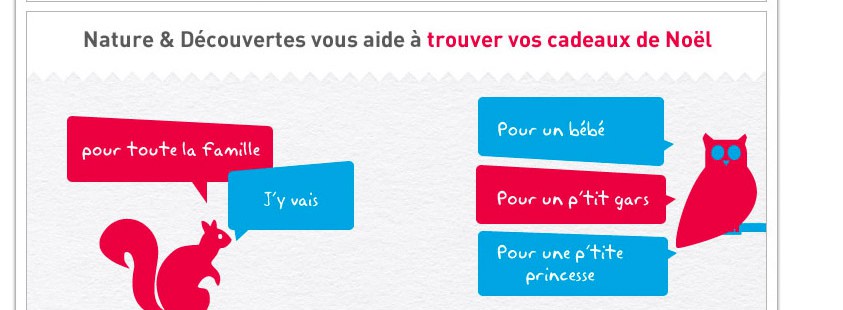 Nature & Découvertes vous aide à trouver vos cadeaux de Noël
pour toute la famille
J'y vais
Pour un bébé
Pour un p'tit gars
Pour une p'tite
princesse